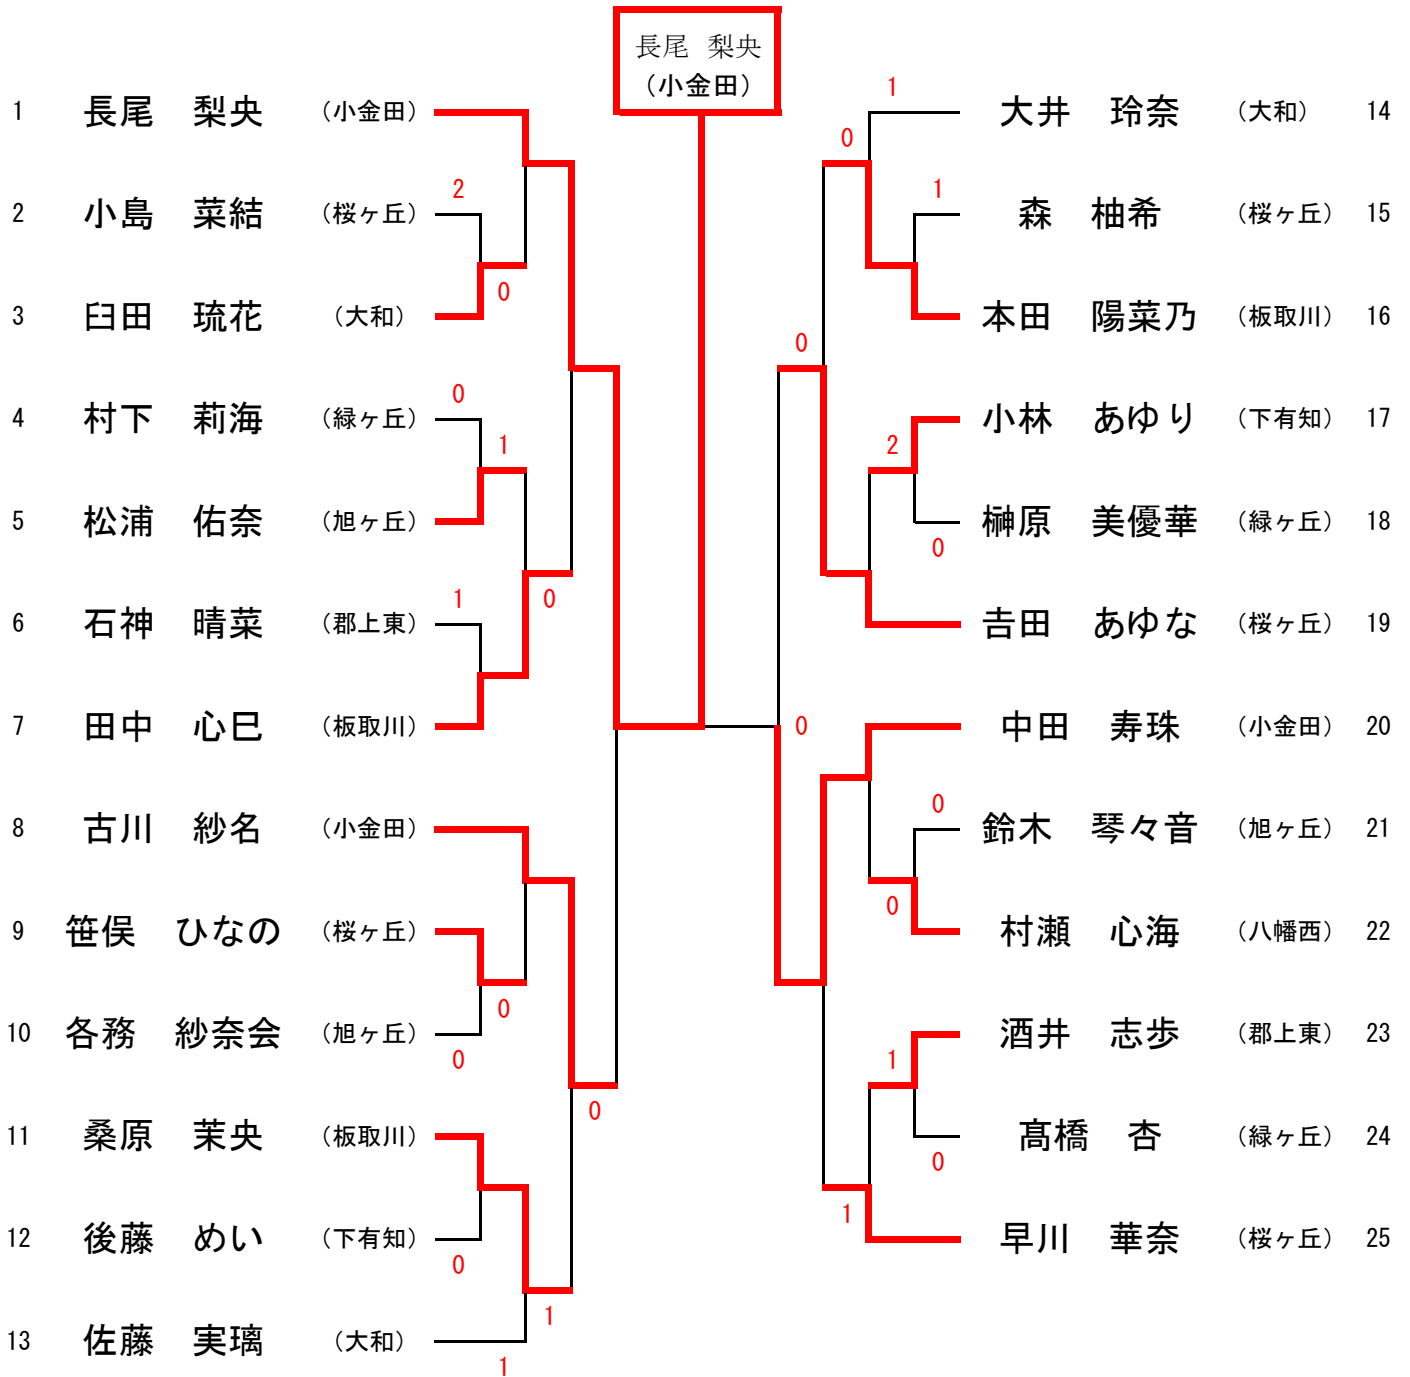 長尾 梨央
(小金田)
1 長尾 梨央 (小金田)
2 小島 菜結 (桜ヶ丘) 2
3 臼田 琉花 (大和) 0
4 村下 莉海 (緑ヶ丘) 0
1
5 松浦 佑奈 (旭ヶ丘)
6 石神 晴菜 (郡上東) 1
0
7 田中 心巳 (板取川)
8 古川 紗名 (小金田)
9 笹俣 ひなの (桜ヶ丘)
0
10 各務 紗奈会 (旭ヶ丘) 0
11 桑原 茉央 (板取川)
0
12 後藤 めい (下有知) 0
1
13 佐藤 実璃 (大和) 1
1 大井 玲奈 (大和) 14
0
1 森 柚希 (桜ヶ丘) 15
本田 陽菜乃 (板取川) 16
0
小林 あゆり (下有知) 17
2
榊原 美優華 (緑ヶ丘) 18
0
𠮷田 あゆな (桜ヶ丘) 19
0 中田 寿珠 (小金田) 20
0 鈴木 琴々音 (旭ヶ丘) 21
0
村瀬 心海 (八幡西) 22
酒井 志歩 (郡上東) 23
1
髙橋 杏 (緑ヶ丘) 24
0
1
早川 華奈 (桜ヶ丘) 25